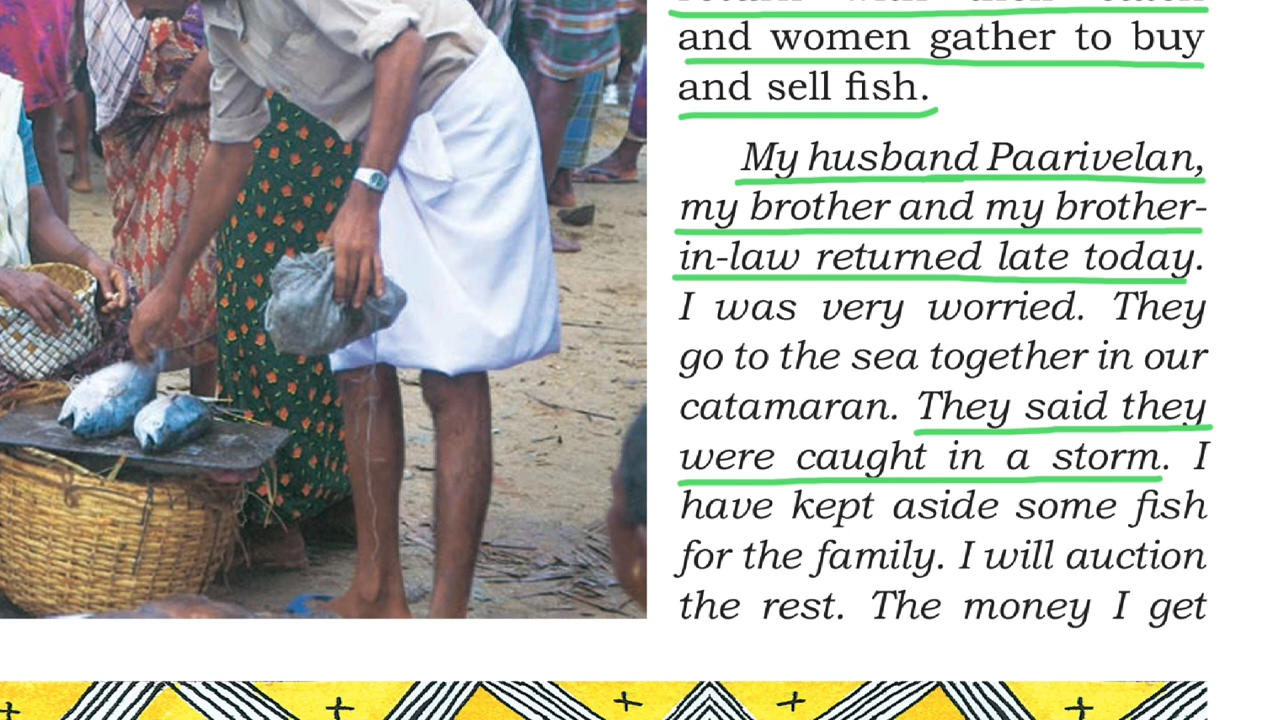 and women gather to buy
and sell fish.
My husband Paarivelan,
my brother and my brother-
in-law returned late today.
I was very worried. They
go to the sea together in our
catamaran. They said they
were caught in a storm. I
have kept aside some fish
for the family. I will auction
the rest. The money I get